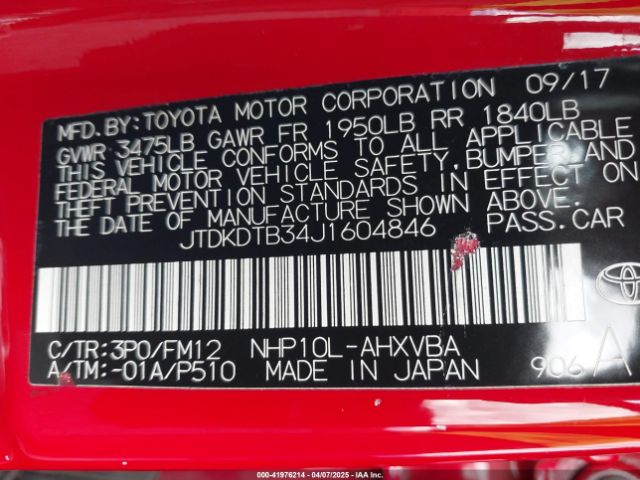 MFD. BY: TOYOTA MOTOR CORPORATION 09/17
GVWR 3475LB GAWR FR 1950LB RR 1840LB
THIS VEHICLE CONFORMS TO ALL APPLICABLE
FEDERAL MOTOR VEHICLE SAFETY, BUMPER, AND
THEFT PREVENTION STANDARDS IN EFFECT ON
THE DATE OF MANUFACTURE SHOWN ABOVE.
JTDKDTB34J1604846 PASS. CAR
C/TR: 3P0/FM12 NHP10L-AHXVBA
A/TM: -01A/P510 MADE IN JAPAN 906 A
000-41976214 | 04/07/2025 | IAA Inc.